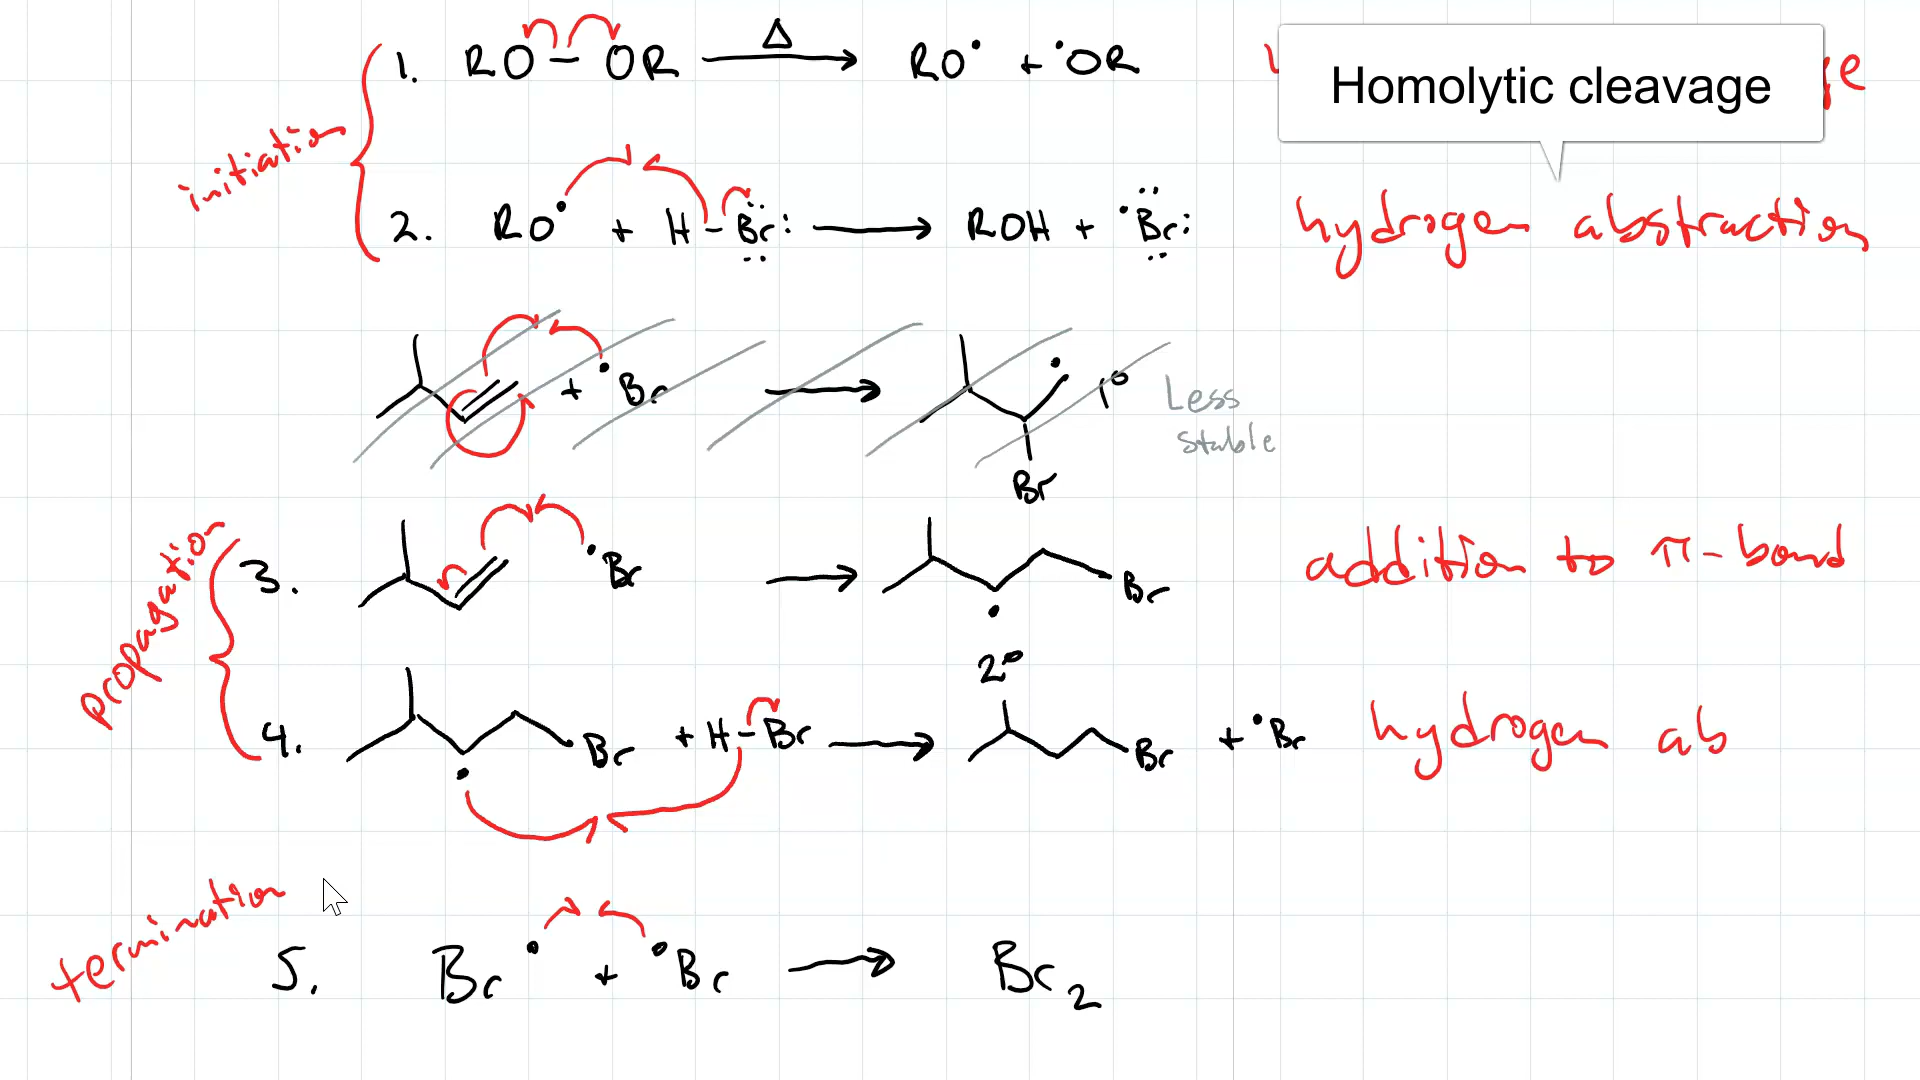 1. RO–OR Δ → RO• + •OR
Homolytic cleavage
initiation
2. RO• + H–Br: → ROH + •Br: hydrogen abstraction
+ •Br → 1° Less
stable
Br
propagation
3. •Br → Br addition to π-bond
2°
4. Br + H–Br → Br + •Br hydrogen ab
termination
5. Br• + •Br → Br₂